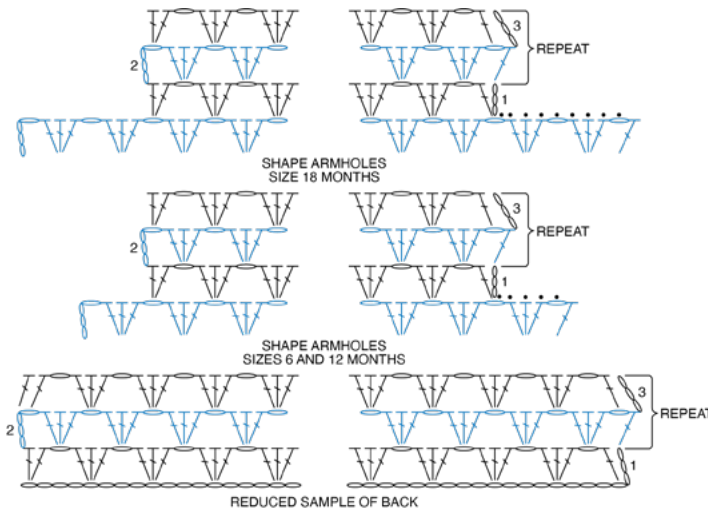 3
REPEAT
2
1
SHAPE ARMHOLES
SIZE 18 MONTHS
3
REPEAT
2
1
SHAPE ARMHOLES
SIZES 6 AND 12 MONTHS
3
REPEAT
2
1
REDUCED SAMPLE OF BACK